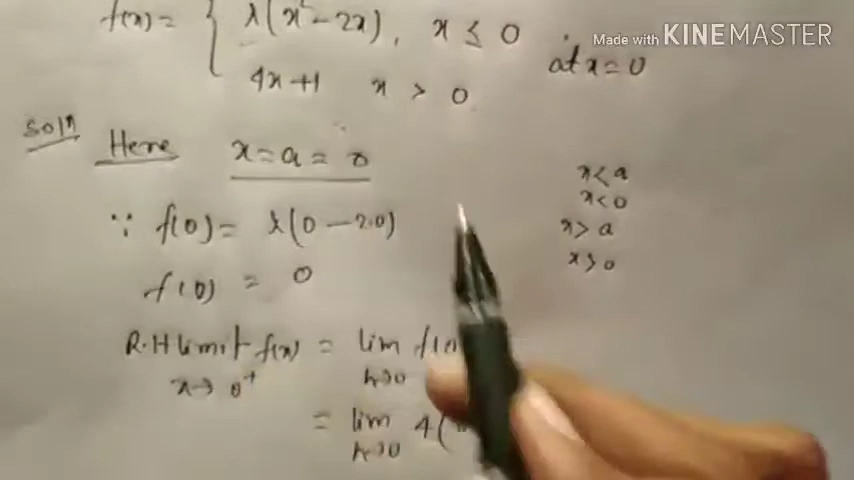 f(x) = { λ(x² - 2x), x ≤ 0
4x+1 x > 0
at x=0
Made with KINEMASTER
Soln Here x = a = 0
∵ f(0) = λ(0-2.0)
f(0) = 0
x<a
x<0
x>a
x>0
R.H limit f(x) = lim f(0
x→0⁺ h→0
= lim 4(
h→0